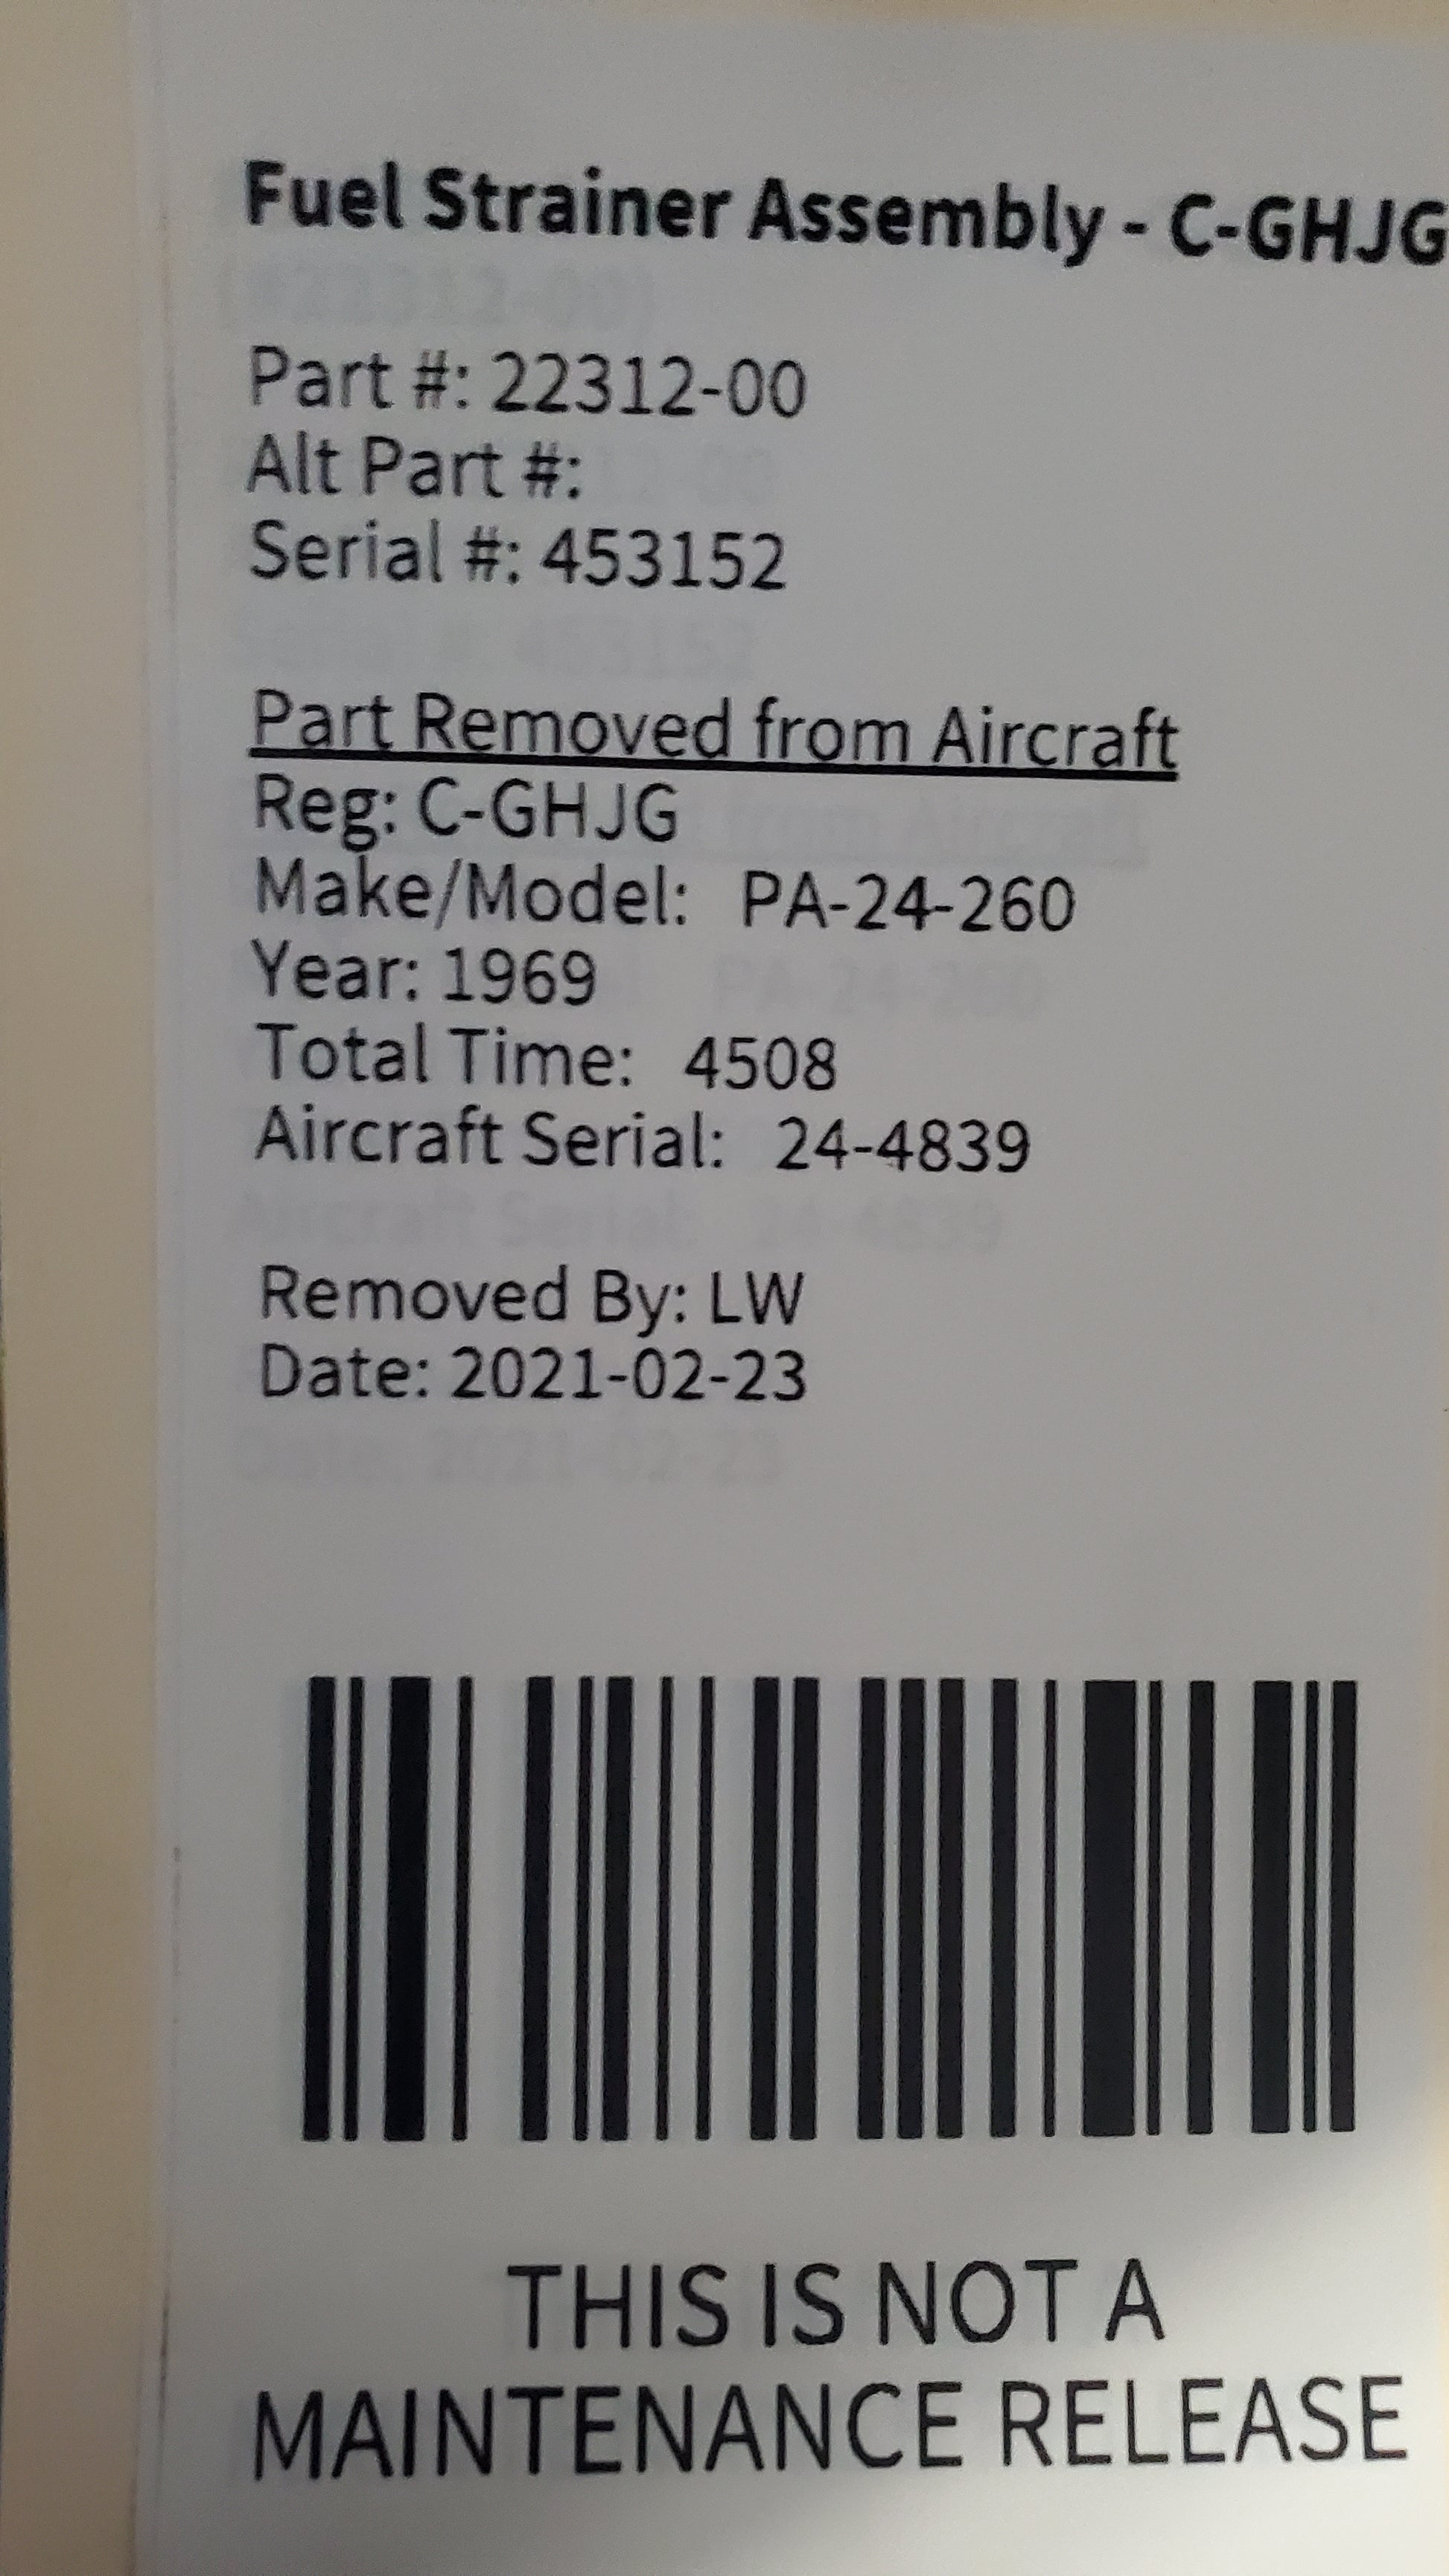 Fuel Strainer Assembly - C-GHJG
Part #: 22312-00
Alt Part #:
Serial #: 453152
Part Removed from Aircraft
Reg: C-GHJG
Make/Model: PA-24-260
Year: 1969
Total Time: 4508
Aircraft Serial: 24-4839
Removed By: LW
Date: 2021-02-23
THIS IS NOT A
MAINTENANCE RELEASE